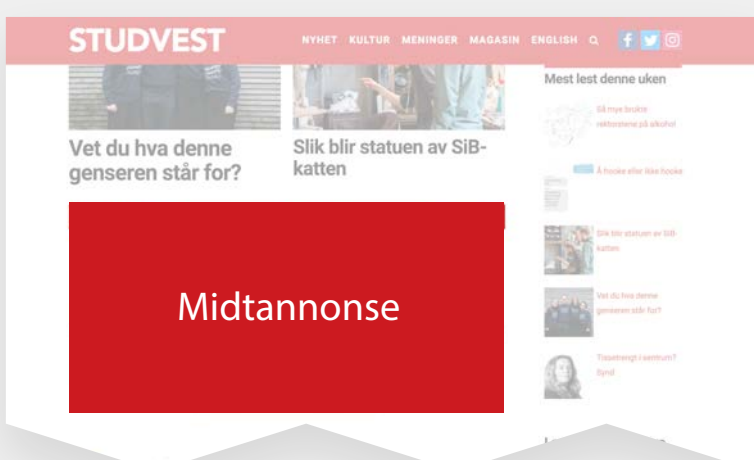 STUDVEST
NYHET KULTUR MENINGER MAGASIN ENGLISH
Vet du hva denne
genseren står for?
Slik blir statuen av SiB-
katten
Midtannonse
Mest lest denne uken
Så mye brukte
rektorstene på alkohol
Å hooke eller ikke hooke
Slik blir statuen av SiB-
katten
Vet du hva denne
genseren står for?
Tissetrengt i sentrum?
Synd